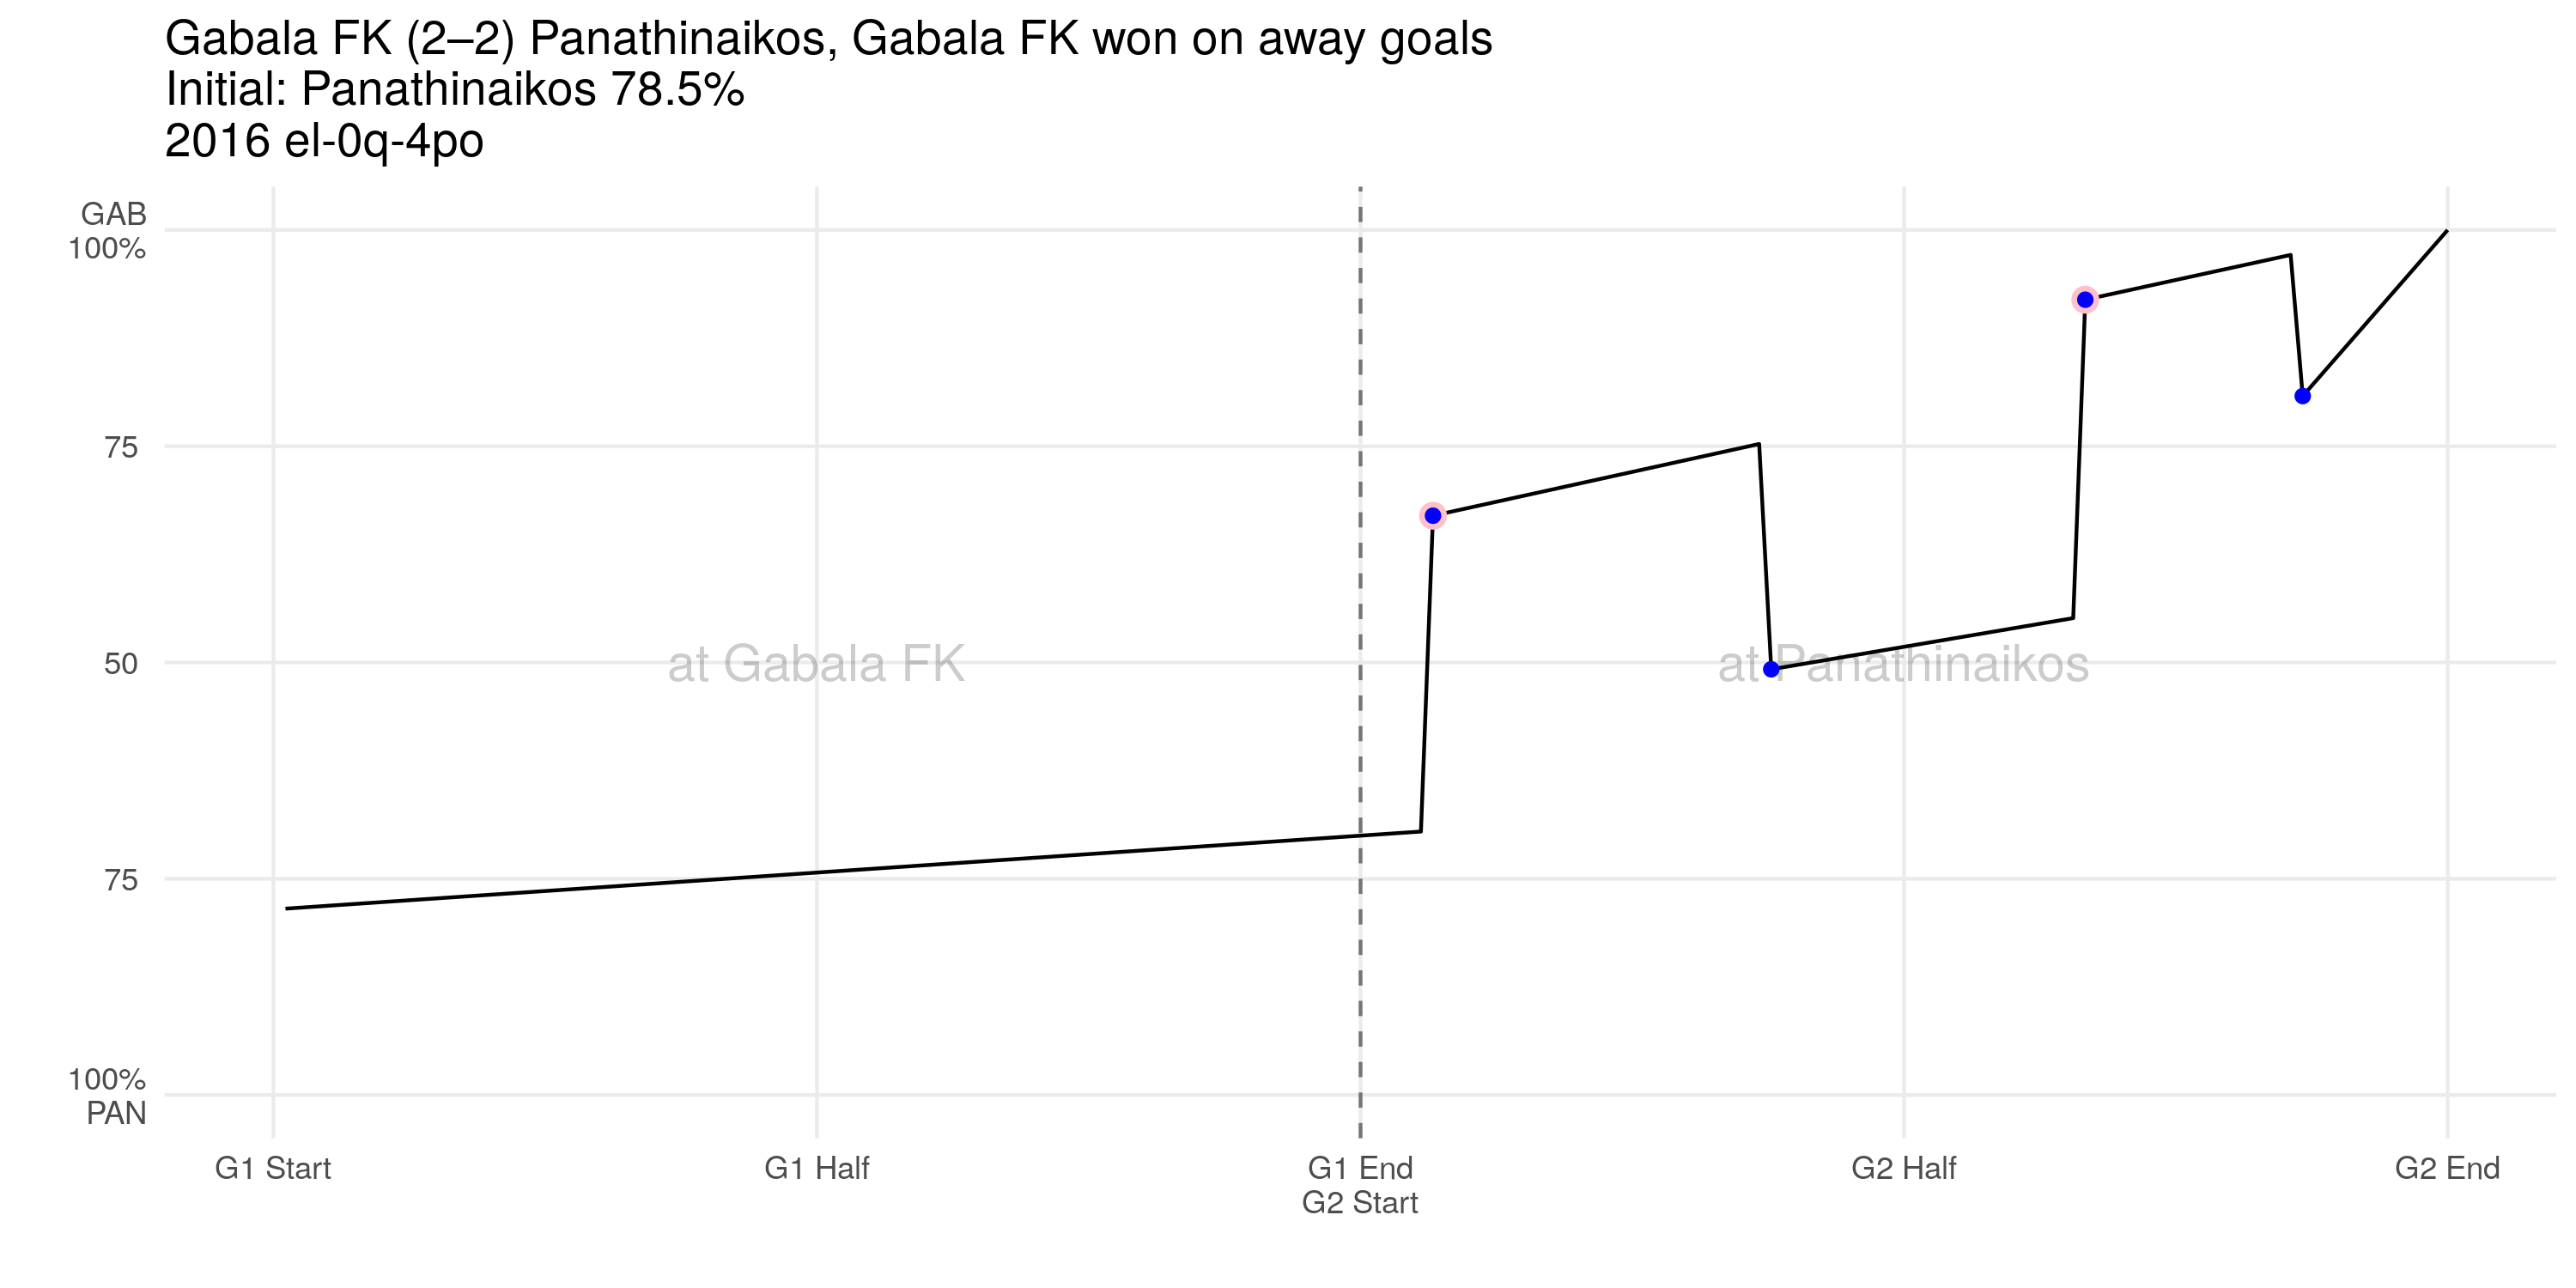 Gabala FK (2–2) Panathinaikos, Gabala FK won on away goals
Initial: Panathinaikos 78.5%
2016 el-0q-4po
GAB
100%
75
50
75
100%
PAN
at Gabala FK
at Panathinaikos
G1 Start
G1 Half
G1 End
G2 Start
G2 Half
G2 End